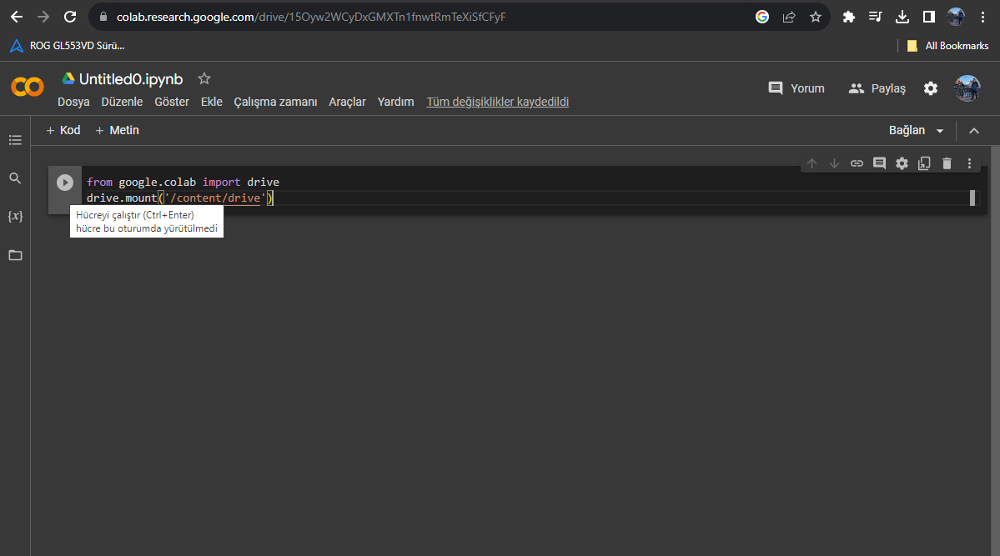 colab.research.google.com/drive/15Oyw2WCyDxGMXTn1fnwtRmTeXiSfCFyF
ROG GL553VD Sürü...
All Bookmarks
Untitled0.ipynb
Yorum
Paylaş
Dosya Düzenle Göster Ekle Çalışma zamanı Araçlar Yardım Tüm değişiklikler kaydedildi
+ Kod + Metin
Bağlan
{x}
from google.colab import drive
drive.mount('/content/drive')
Hücreyi çalıştır (Ctrl+Enter)
hücre bu oturumda yürütülmedi